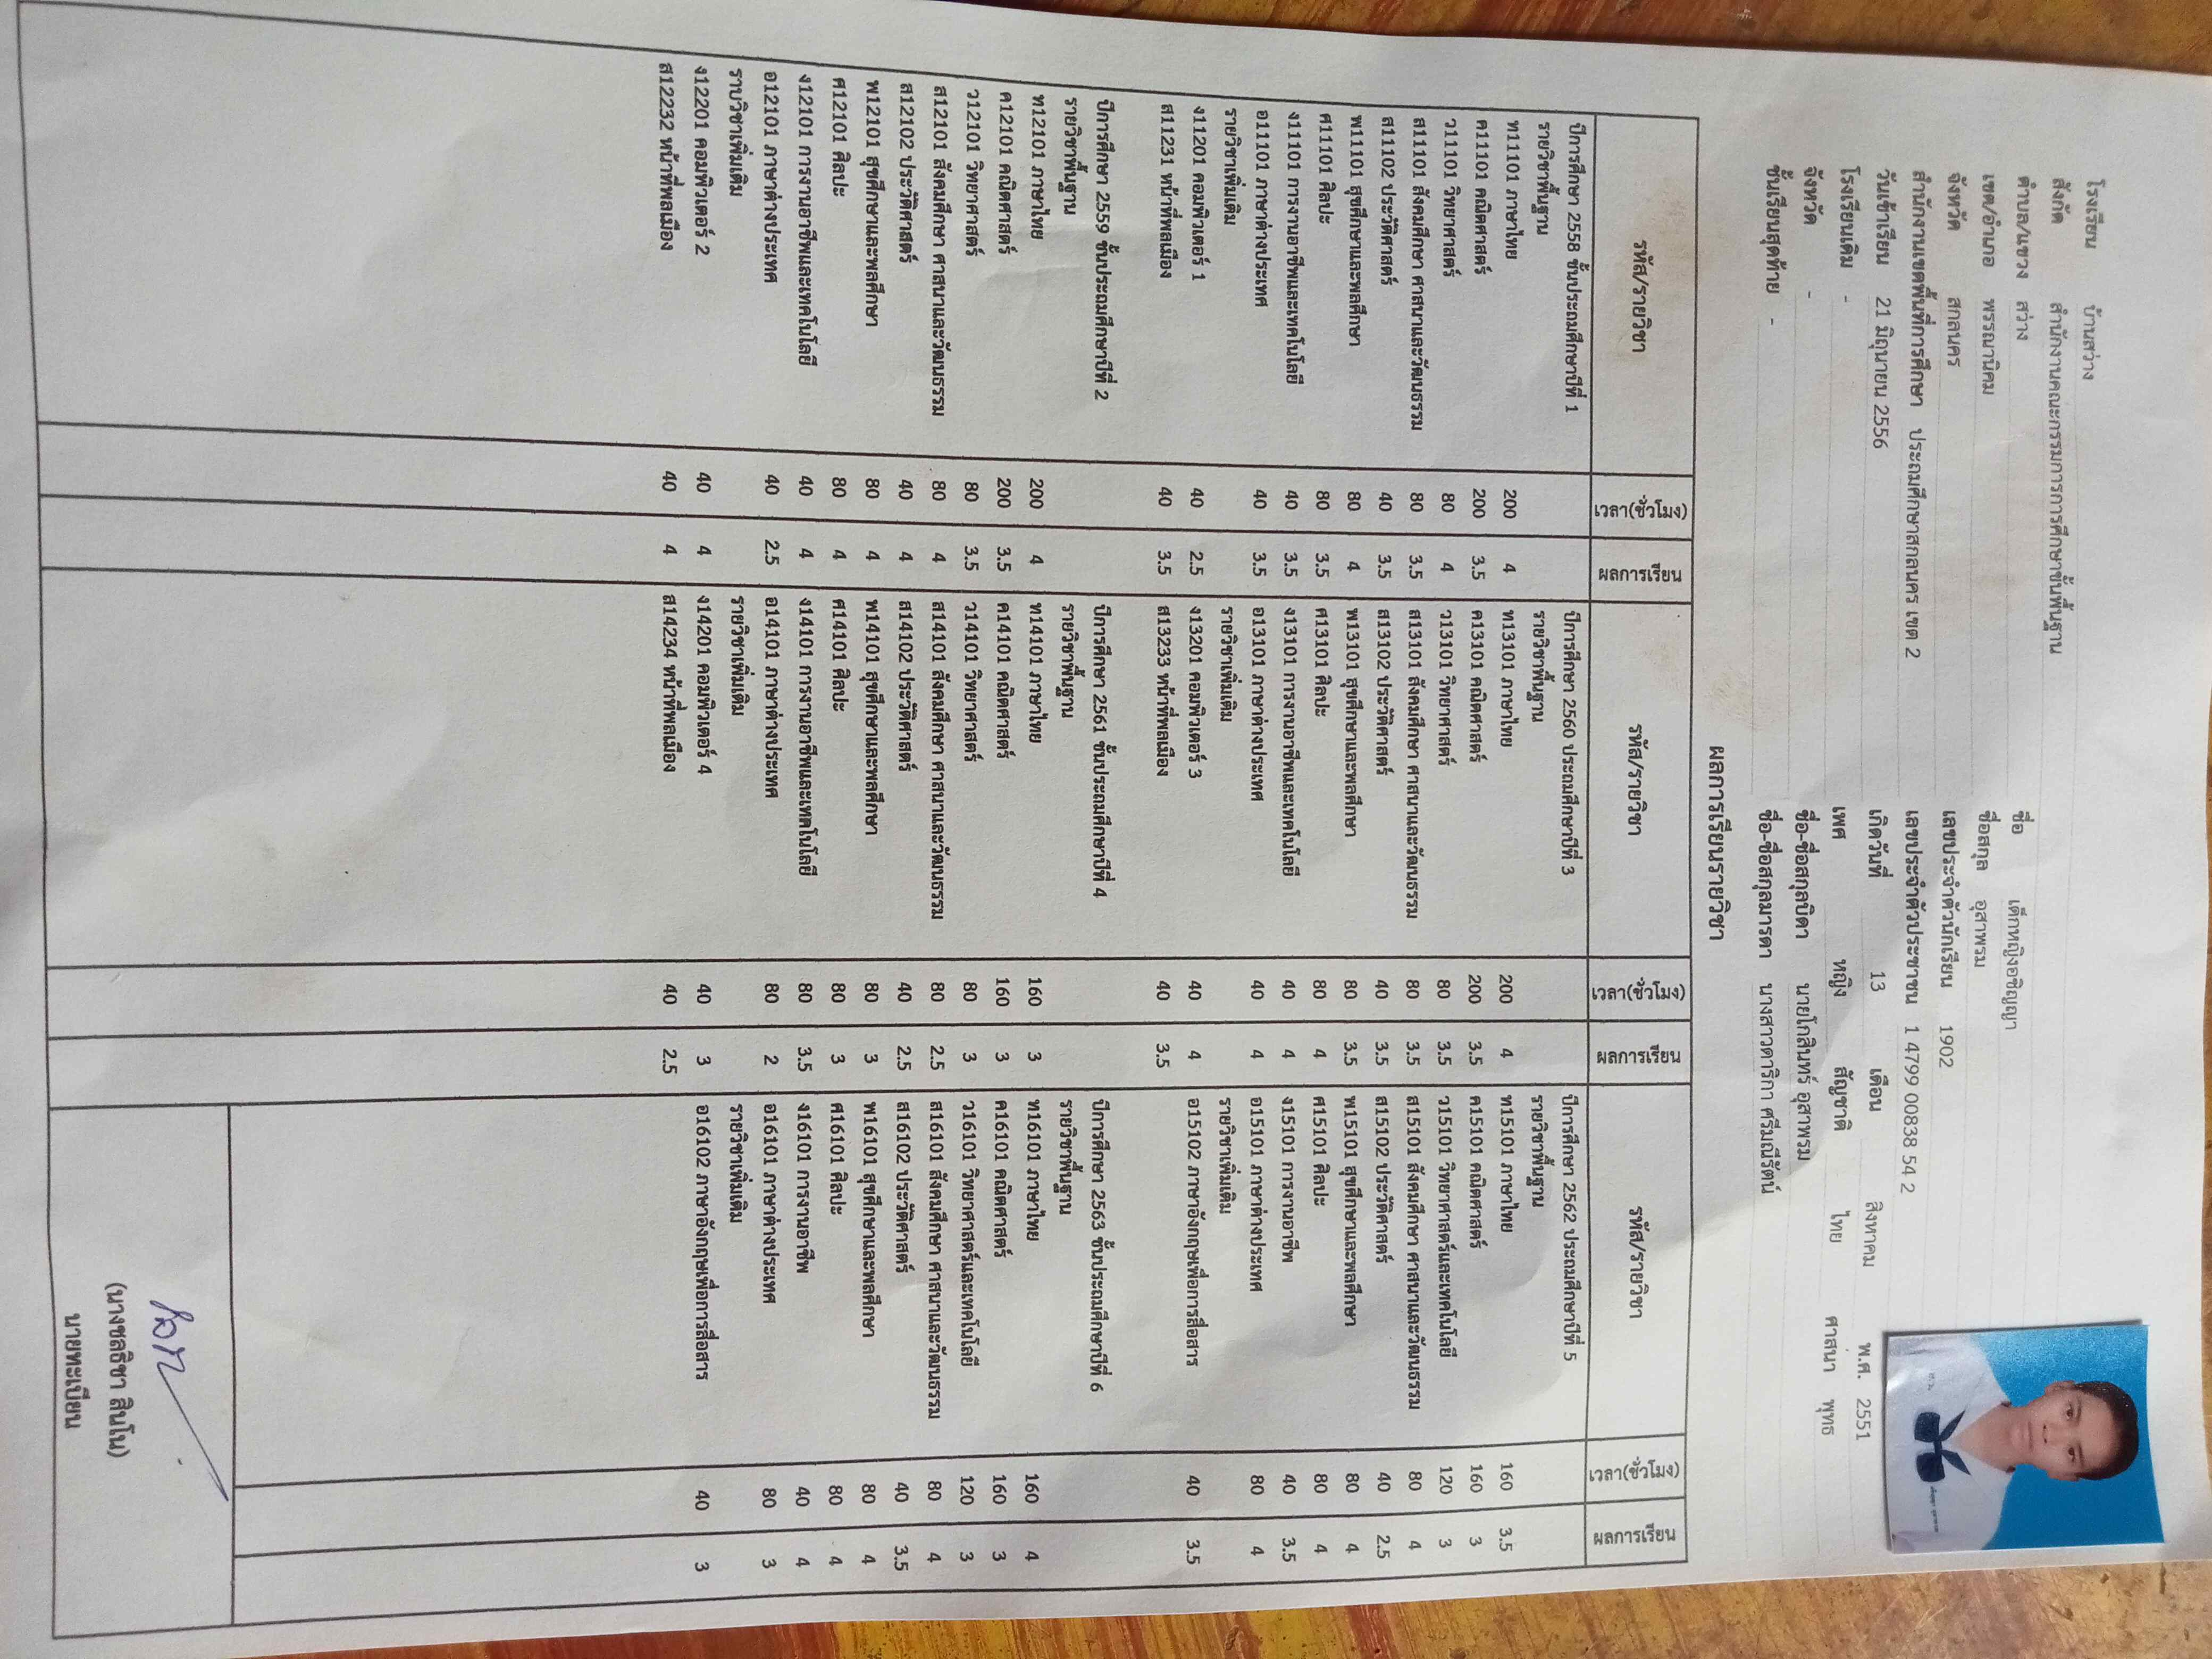 โรงเรียน บ้านสว่าง
สังกัด สำนักงานคณะกรรมการการศึกษาขั้นพื้นฐาน
ตำบล/แขวง สว่าง
เขต/อำเภอ พรรณานิคม
จังหวัด สกลนคร
สำนักงานเขตพื้นที่การศึกษา ประถมศึกษาสกลนคร เขต 2
วันเข้าเรียน 21 มิถุนายน 2556
โรงเรียนเดิม -
จังหวัด -
ชั้นเรียนสุดท้าย -
ชื่อ เด็กหญิงอชิญญา
ชื่อสกุล อุสาพรม
เลขประจำตัวนักเรียน 1902
เลขประจำตัวประชาชน 1 4799 00838 54 2
เกิดวันที่ 13 เดือน สิงหาคม พ.ศ. 2551
เพศ หญิง สัญชาติ ไทย ศาสนา พุทธ
ชื่อ-ชื่อสกุลบิดา นายโกสินทร์ อุสาพรม
ชื่อ-ชื่อสกุลมารดา นางสาวดาริกา ศรีมณีรัตน์
ผลการเรียนรายวิชา
รหัส/รายวิชา เวลา(ชั่วโมง) ผลการเรียน
ปีการศึกษา 2558 ชั้นประถมศึกษาปีที่ 1
รายวิชาพื้นฐาน
ท11101 ภาษาไทย 200 4
ค11101 คณิตศาสตร์ 200 3.5
ว11101 วิทยาศาสตร์ 80 4
ส11101 สังคมศึกษา ศาสนาและวัฒนธรรม 80 3.5
ส11102 ประวัติศาสตร์ 40 3.5
พ11101 สุขศึกษาและพลศึกษา 80 4
ศ11101 ศิลปะ 80 3.5
ง11101 การงานอาชีพและเทคโนโลยี 40 3.5
อ11101 ภาษาต่างประเทศ 40 3.5
รายวิชาเพิ่มเติม
ง11201 คอมพิวเตอร์ 1 40 2.5
ส11231 หน้าที่พลเมือง 40 3.5
ปีการศึกษา 2559 ชั้นประถมศึกษาปีที่ 2
รายวิชาพื้นฐาน
ท12101 ภาษาไทย 200 4
ค12101 คณิตศาสตร์ 200 3.5
ว12101 วิทยาศาสตร์ 80 3.5
ส12101 สังคมศึกษา ศาสนาและวัฒนธรรม 80 4
ส12102 ประวัติศาสตร์ 40 4
พ12101 สุขศึกษาและพลศึกษา 80 4
ศ12101 ศิลปะ 80 4
ง12101 การงานอาชีพและเทคโนโลยี 40 4
อ12101 ภาษาต่างประเทศ 40 2.5
รายวิชาเพิ่มเติม
ง12201 คอมพิวเตอร์ 2 40 4
ส12232 หน้าที่พลเมือง 40 4
รหัส/รายวิชา เวลา(ชั่วโมง) ผลการเรียน
ปีการศึกษา 2560 ประถมศึกษาปีที่ 3
รายวิชาพื้นฐาน
ท13101 ภาษาไทย 200 4
ค13101 คณิตศาสตร์ 200 3.5
ว13101 วิทยาศาสตร์ 80 3.5
ส13101 สังคมศึกษา ศาสนาและวัฒนธรรม 80 3.5
ส13102 ประวัติศาสตร์ 40 3.5
พ13101 สุขศึกษาและพลศึกษา 80 3.5
ศ13101 ศิลปะ 80 4
ง13101 การงานอาชีพและเทคโนโลยี 40 4
อ13101 ภาษาต่างประเทศ 40 4
รายวิชาเพิ่มเติม
ง13201 คอมพิวเตอร์ 3 40 4
ส13233 หน้าที่พลเมือง 40 3.5
ปีการศึกษา 2561 ชั้นประถมศึกษาปีที่ 4
รายวิชาพื้นฐาน
ท14101 ภาษาไทย 160 3
ค14101 คณิตศาสตร์ 160 3
ว14101 วิทยาศาสตร์ 80 3
ส14101 สังคมศึกษา ศาสนาและวัฒนธรรม 80 2.5
ส14102 ประวัติศาสตร์ 40 2.5
พ14101 สุขศึกษาและพลศึกษา 80 3
ศ14101 ศิลปะ 80 3
ง14101 การงานอาชีพและเทคโนโลยี 80 3.5
อ14101 ภาษาต่างประเทศ 80 2
รายวิชาเพิ่มเติม
ง14201 คอมพิวเตอร์ 4 40 3
ส14234 หน้าที่พลเมือง 40 2.5
รหัส/รายวิชา เวลา(ชั่วโมง) ผลการเรียน
ปีการศึกษา 2562 ประถมศึกษาปีที่ 5
รายวิชาพื้นฐาน
ท15101 ภาษาไทย 160 3.5
ค15101 คณิตศาสตร์ 160 3
ว15101 วิทยาศาสตร์และเทคโนโลยี 120 3
ส15101 สังคมศึกษา ศาสนาและวัฒนธรรม 80 4
ส15102 ประวัติศาสตร์ 40 2.5
พ15101 สุขศึกษาและพลศึกษา 80 4
ศ15101 ศิลปะ 80 4
ง15101 การงานอาชีพ 40 3.5
อ15101 ภาษาต่างประเทศ 80 4
รายวิชาเพิ่มเติม
อ15102 ภาษาอังกฤษเพื่อการสื่อสาร 40 3.5
ปีการศึกษา 2563 ชั้นประถมศึกษาปีที่ 6
รายวิชาพื้นฐาน
ท16101 ภาษาไทย 160 4
ค16101 คณิตศาสตร์ 160 3
ว16101 วิทยาศาสตร์และเทคโนโลยี 120 3
ส16101 สังคมศึกษา ศาสนาและวัฒนธรรม 80 4
ส16102 ประวัติศาสตร์ 40 3.5
พ16101 สุขศึกษาและพลศึกษา 80 4
ศ16101 ศิลปะ 80 4
ง16101 การงานอาชีพ 40 4
อ16101 ภาษาต่างประเทศ 80 3
รายวิชาเพิ่มเติม
อ16102 ภาษาอังกฤษเพื่อการสื่อสาร 40 3
(นางชลธิชา สินโน)
นายทะเบียน